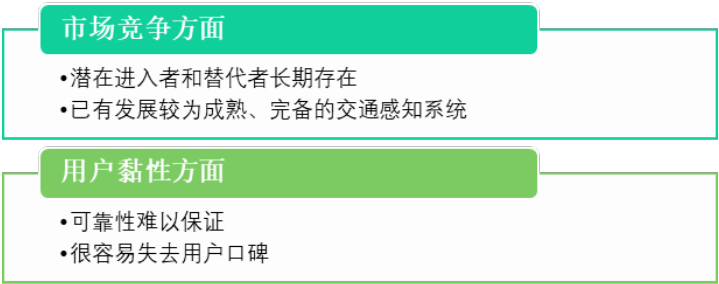 市场竞争方面
•潜在进入者和替代者长期存在
•已有发展较为成熟、完备的交通感知系统
用户黏性方面
•可靠性难以保证
•很容易失去用户口碑